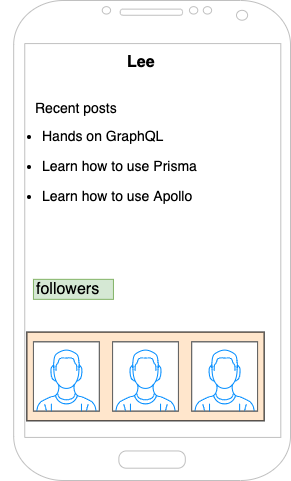 Lee
Recent posts
• Hands on GraphQL
• Learn how to use Prisma
• Learn how to use Apollo
followers